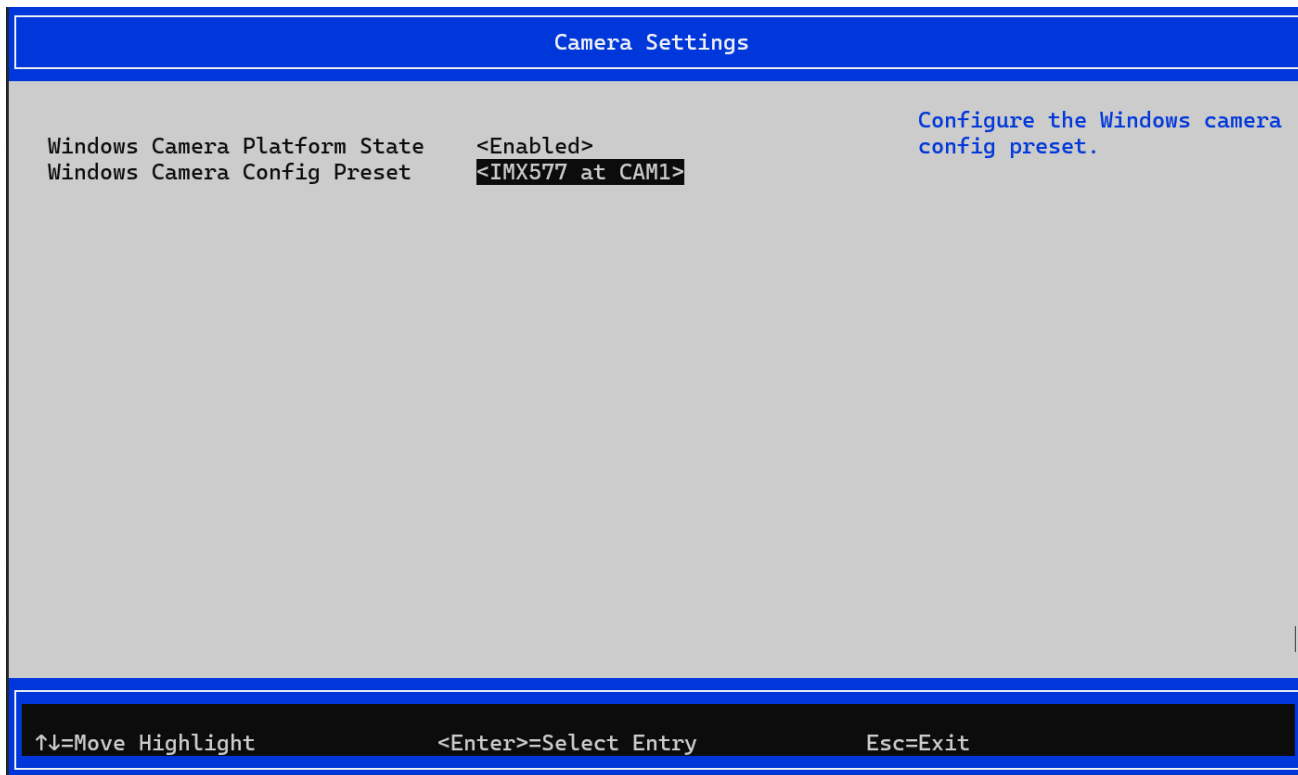 Camera Settings
Windows Camera Platform State <Enabled>
Windows Camera Config Preset <IMX577 at CAM1>
Configure the Windows camera
config preset.
↑↓=Move Highlight <Enter>=Select Entry Esc=Exit